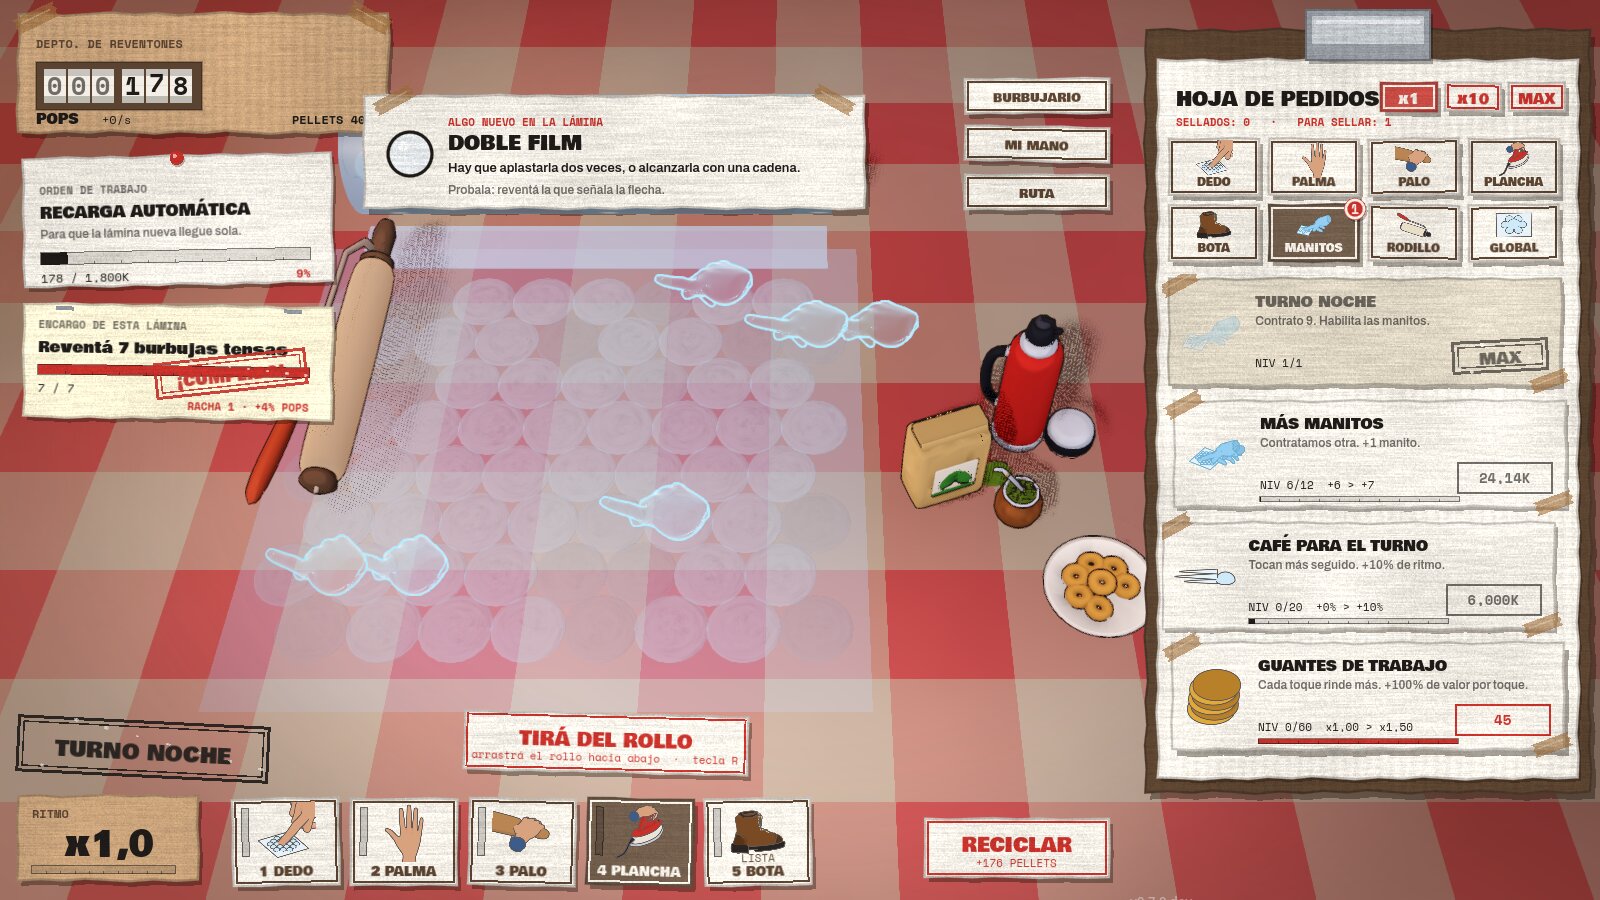 DEPTO. DE REVENTONES
000178
POPS +0/s PELLETS 40
ORDEN DE TRABAJO
RECARGA AUTOMÁTICA
Para que la lámina nueva llegue sola.
178 / 1,800K 9%
ENCARGO DE ESTA LÁMINA
Reventá 7 burbujas tensas
7 / 7
RACHA 1 · +4% POPS
ALGO NUEVO EN LA LÁMINA
DOBLE FILM
Hay que aplastarla dos veces, o alcanzarla con una cadena.
Probala: reventá la que señala la flecha.
BURBUJARIO
MI MANO
RUTA
HOJA DE PEDIDOS x1 x10 MAX
SELLADOS: 0 · PARA SELLAR: 1
DEDO PALMA PALO PLANCHA
1
BOTA MANITOS RODILLO GLOBAL
TURNO NOCHE
Contrato 9. Habilita las manitos.
NIV 1/1 MAX
MÁS MANITOS
Contratamos otra. +1 manito.
NIV 6/12 +6 > +7 24,14K
CAFÉ PARA EL TURNO
Tocan más seguido. +10% de ritmo.
NIV 0/20 +0% > +10% 6,000K
GUANTES DE TRABAJO
Cada toque rinde más. +100% de valor por toque.
NIV 0/60 x1,00 > x1,50 45
TURNO NOCHE
TIRÁ DEL ROLLO
arrastrá el rollo hacia abajo · tecla R
RITMO
x1,0
1 DEDO
2 PALMA
3 PALO
4 PLANCHA
LISTA
5 BOTA
RECICLAR
+176 PELLETS